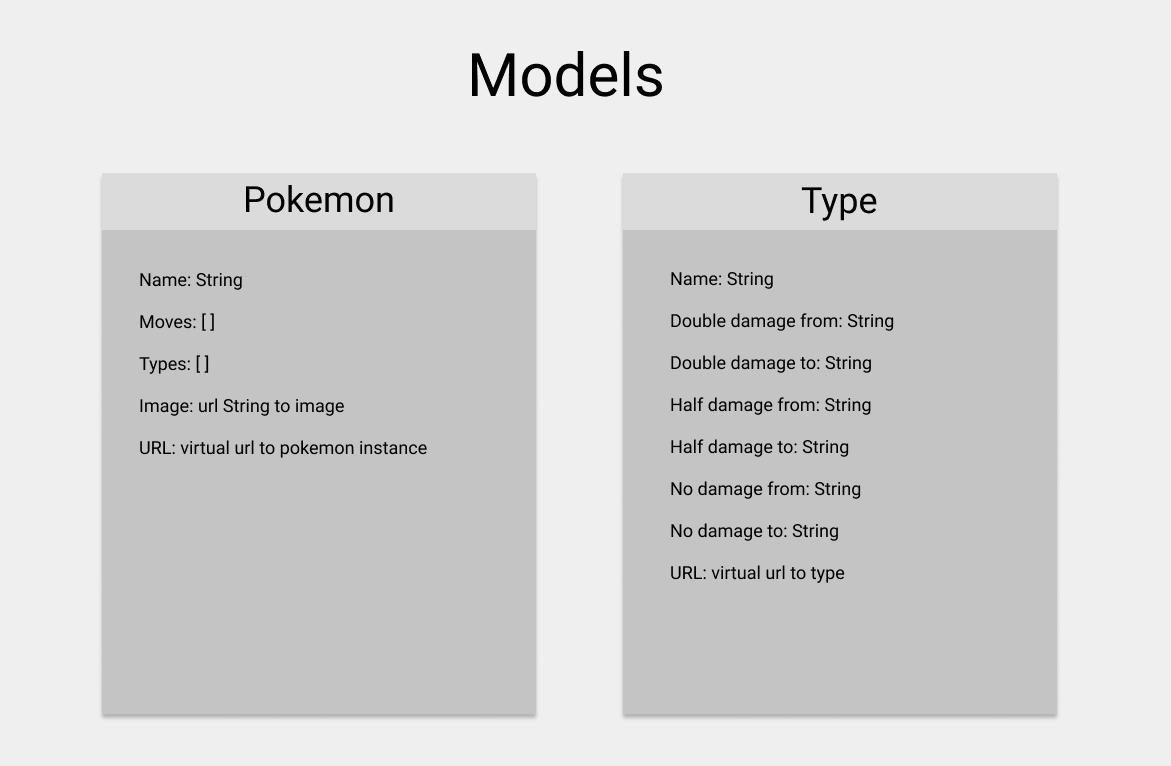 Models
Pokemon
Name: String
Moves: [ ]
Types: [ ]
Image: url String to image
URL: virtual url to pokemon instance
Type
Name: String
Double damage from: String
Double damage to: String
Half damage from: String
Half damage to: String
No damage from: String
No damage to: String
URL: virtual url to type